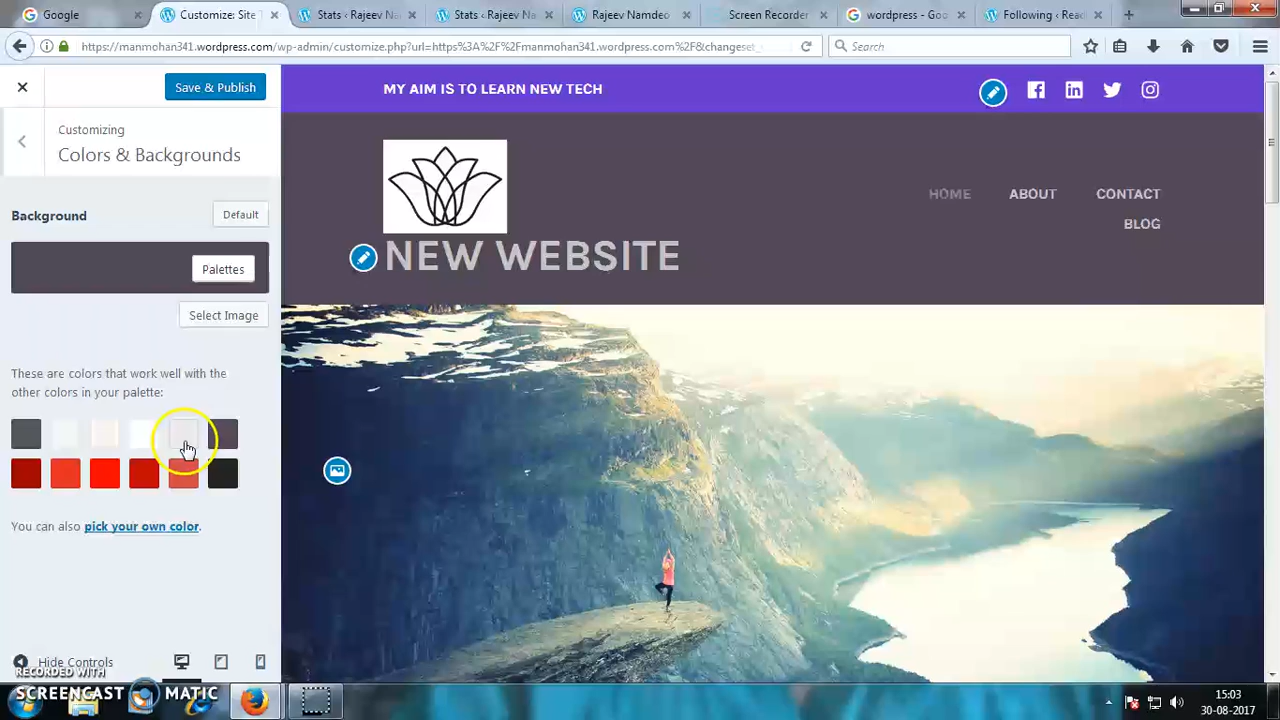 Google
Customize: Site T
Stats ‹ Rajeev Na
Stats ‹ Rajeev N
Rajeev Namdeo
Screen Recorder
wordpress - Goo
Following ‹ Read
https://manmohan341.wordpress.com/wp-admin/customize.php?url=https%3A%2F%2Fmanmohan341.wordpress.com%2F&changeset_
Search
Save & Publish
Customizing
Colors & Backgrounds
Background
Default
Palettes
Select Image
These are colors that work well with the
other colors in your palette:
You can also pick your own color.
Hide Controls
MY AIM IS TO LEARN NEW TECH
HOME
ABOUT
CONTACT
BLOG
NEW WEBSITE
RECORDED WITH
SCREENCAST MATIC
15:03
30-08-2017